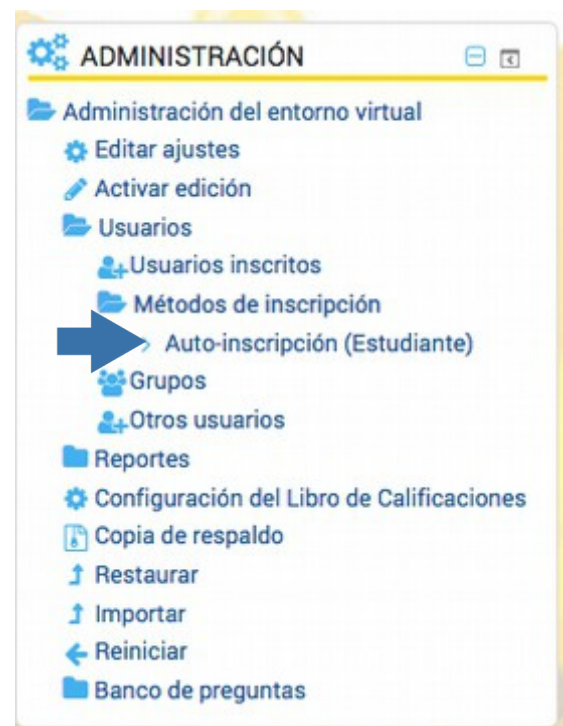 ADMINISTRACIÓN
Administración del entorno virtual
Editar ajustes
Activar edición
Usuarios
Usuarios inscritos
Métodos de inscripción
Auto-inscripción (Estudiante)
Grupos
Otros usuarios
Reportes
Configuración del Libro de Calificaciones
Copia de respaldo
Restaurar
Importar
Reiniciar
Banco de preguntas